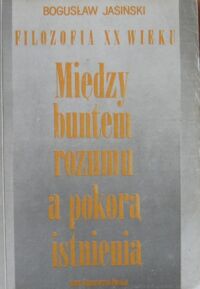 BOGUSŁAW JASIŃSKI
FILOZOFIA XX WIEKU
Między
buntem
rozumu
a pokorą
istnienia